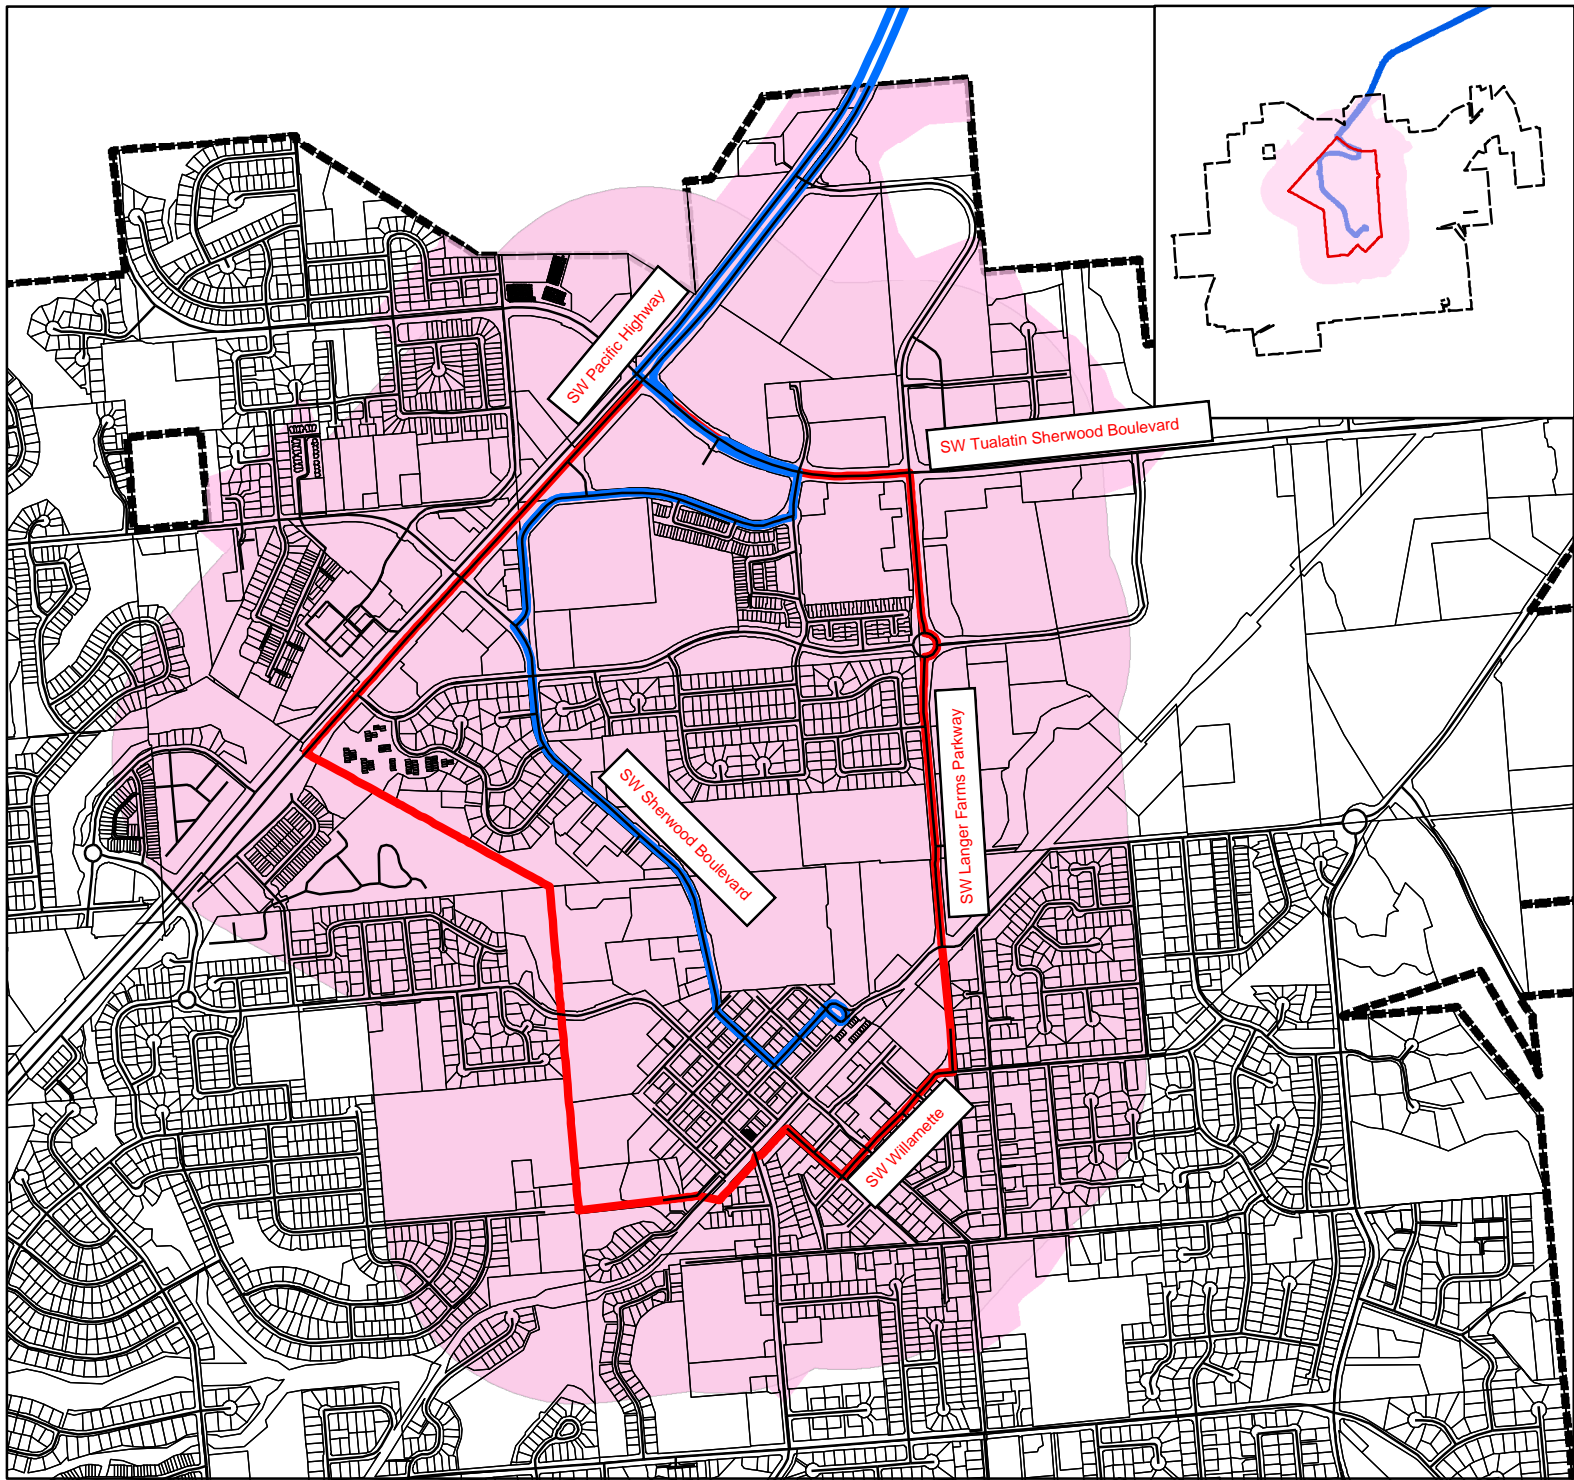 SW Pacific Highway
SW Tualatin Sherwood Boulevard
SW Langer Farms Parkway
SW Sherwood Boulevard
SW Willamette